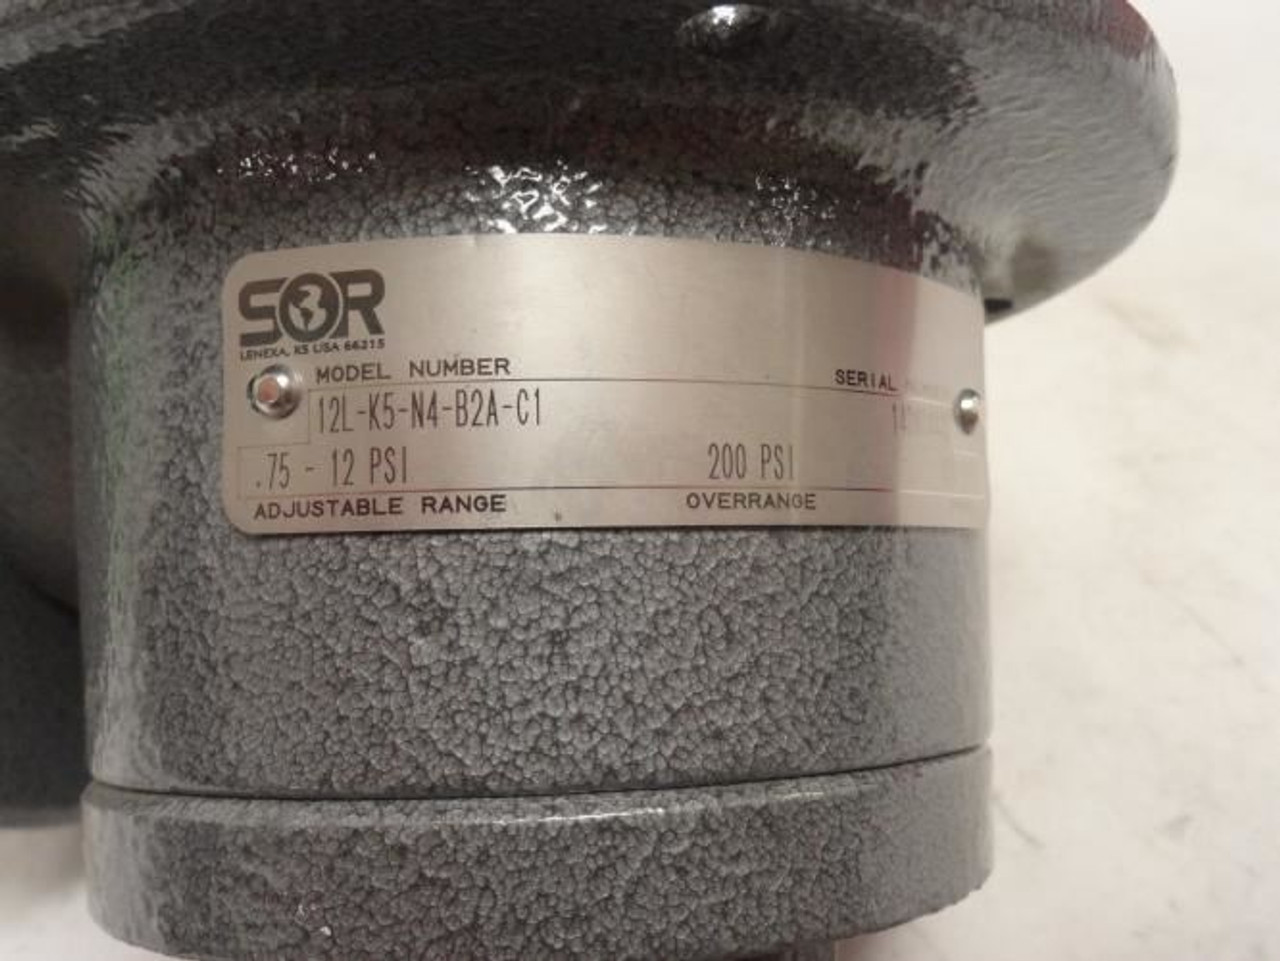 SOR
LENEXA, KS USA 66215
MODEL NUMBER SERIAL
12L-K5-N4-B2A-C1
.75 - 12 PSI 200 PSI
ADJUSTABLE RANGE OVERRANGE